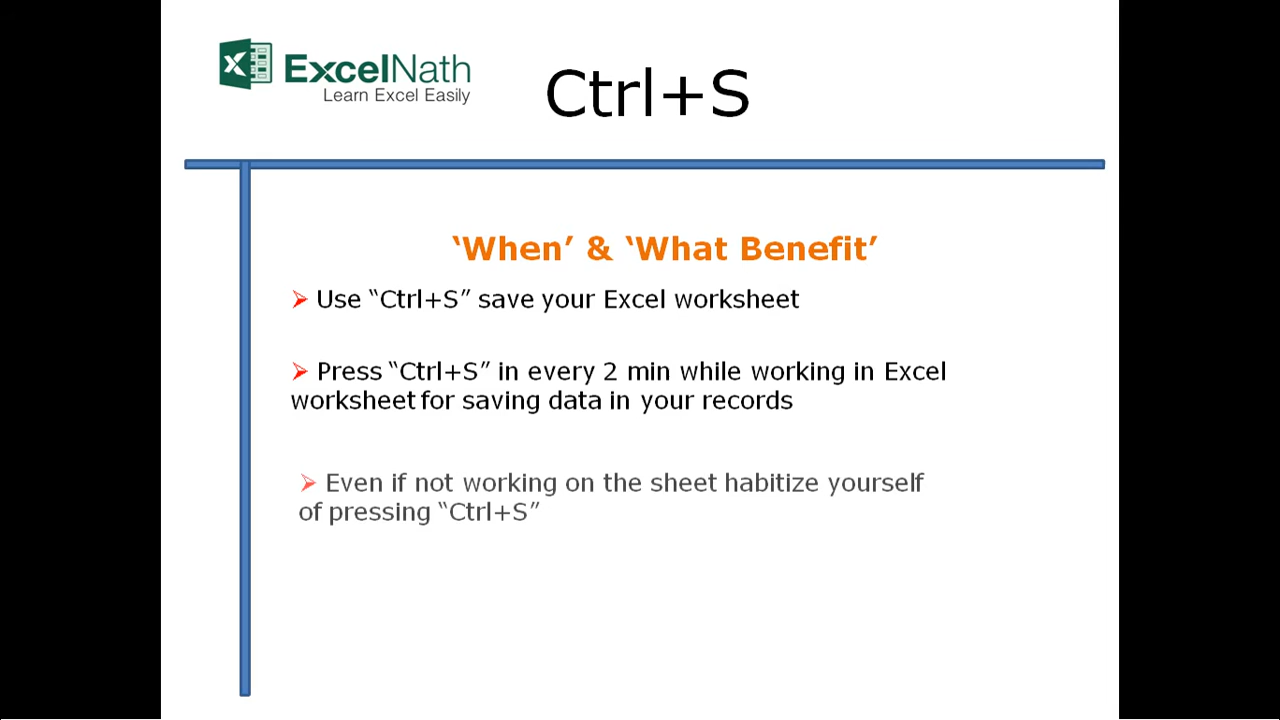 ExcelNath
Learn Excel Easily
Ctrl+S
‘When’ & ‘What Benefit’
Use “Ctrl+S” save your Excel worksheet
Press “Ctrl+S” in every 2 min while working in Excel
worksheet for saving data in your records
Even if not working on the sheet habitize yourself
of pressing “Ctrl+S”